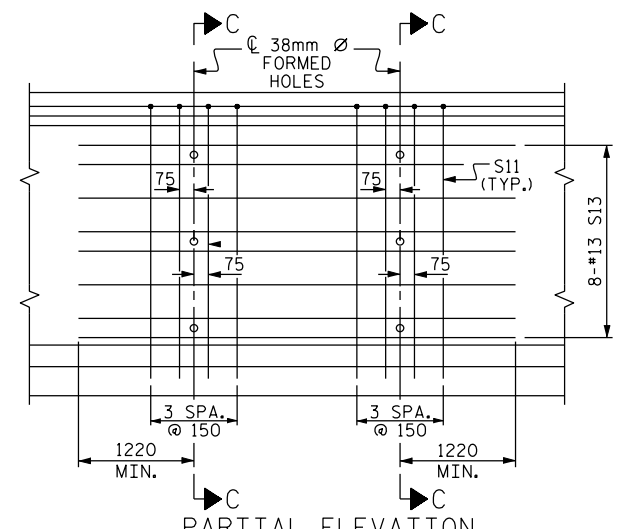 C
C
℄ 38mm Ø
FORMED
HOLES
75
75
S11
(TYP.)
75
75
8-#13 S13
3 SPA.
@ 150
3 SPA.
@ 150
1220
MIN.
1220
MIN.
C
C
PARTIAL ELEVATION